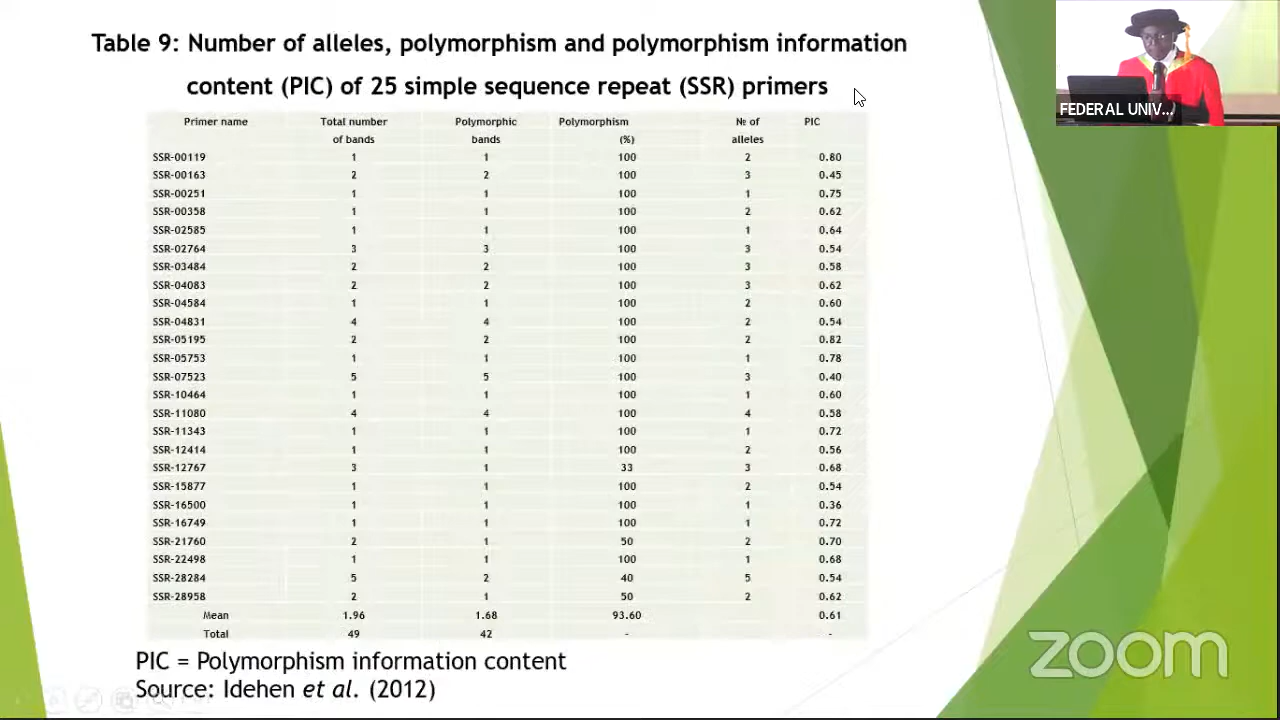 Table 9: Number of alleles, polymorphism and polymorphism information
content (PIC) of 25 simple sequence repeat (SSR) primers
FEDERAL UNIV...
Primer name Total number Polymorphic Polymorphism № of PIC
of bands bands (%) alleles
SSR-00119 1 1 100 2 0.80
SSR-00163 2 2 100 3 0.45
SSR-00251 1 1 100 1 0.75
SSR-00358 1 1 100 2 0.62
SSR-02585 1 1 100 1 0.64
SSR-02764 3 3 100 3 0.54
SSR-03484 2 2 100 3 0.58
SSR-04083 2 2 100 3 0.62
SSR-04584 1 1 100 2 0.60
SSR-04831 4 4 100 2 0.54
SSR-05195 2 2 100 2 0.82
SSR-05753 1 1 100 1 0.78
SSR-07523 5 5 100 3 0.40
SSR-10464 1 1 100 1 0.60
SSR-11080 4 4 100 4 0.58
SSR-11343 1 1 100 1 0.72
SSR-12414 1 1 100 2 0.56
SSR-12767 3 1 33 3 0.68
SSR-15877 1 1 100 2 0.54
SSR-16500 1 1 100 1 0.36
SSR-16749 1 1 100 1 0.72
SSR-21760 2 1 50 2 0.70
SSR-22498 1 1 100 1 0.68
SSR-28284 5 2 40 5 0.54
SSR-28958 2 1 50 2 0.62
Mean 1.96 1.68 93.60 0.61
Total 49 42 - -
PIC = Polymorphism information content
Source: Idehen et al. (2012)
zoom